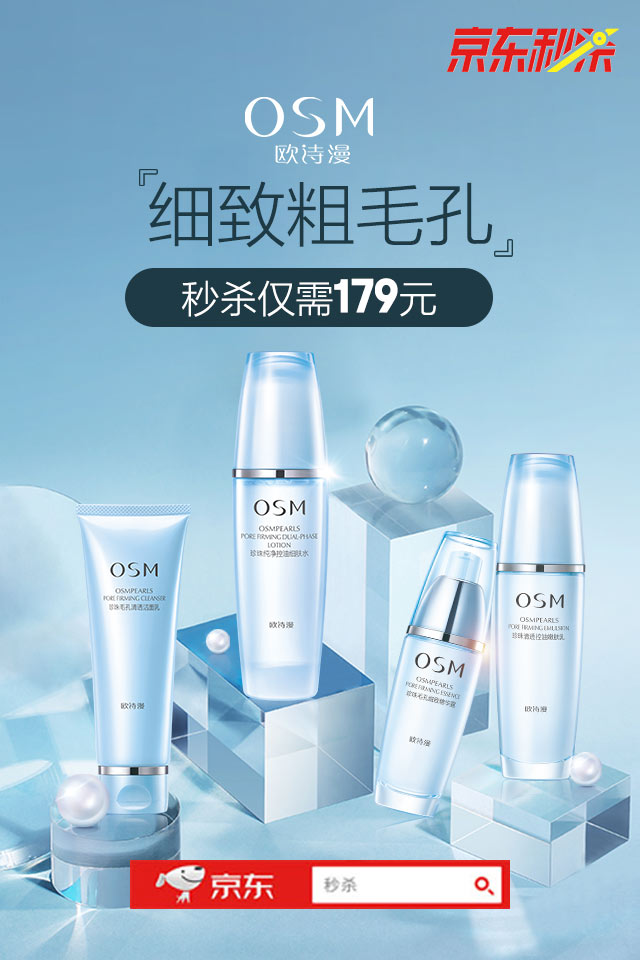 京东秒杀
OSM
欧诗漫
『细致粗毛孔』
秒杀仅需179元
OSM
OSMPEARLS
PORE FIRMING DUAL-PHASE
LOTION
珍珠纯净控油细肤水
欧诗漫
OSM
OSMPEARLS
PORE FIRMING CLEANSER
珍珠毛孔清透洁面乳
欧诗漫
OSM
OSMPEARLS
PORE FIRMING ESSENCE
珍珠毛孔细致精华露
欧诗漫
OSM
OSMPEARLS
PORE FIRMING EMULSION
珍珠清透控油嫩肤乳
欧诗漫
京东
秒杀